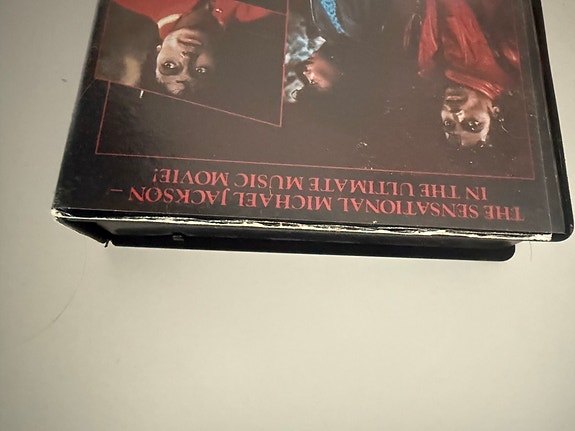 THE SENSATIONAL MICHAEL JACKSON –
IN THE ULTIMATE MUSIC MOVIE!